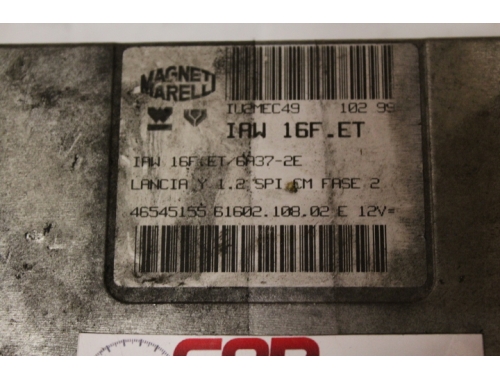 MAGNETI
MARELLI
IU2MEC49 102 99
IAW 16F.ET
IAW 16F.ET/6A37-2E
LANCIA Y 1.2 SPI CM FASE 2
46545155 61602.108.02 E 12V=